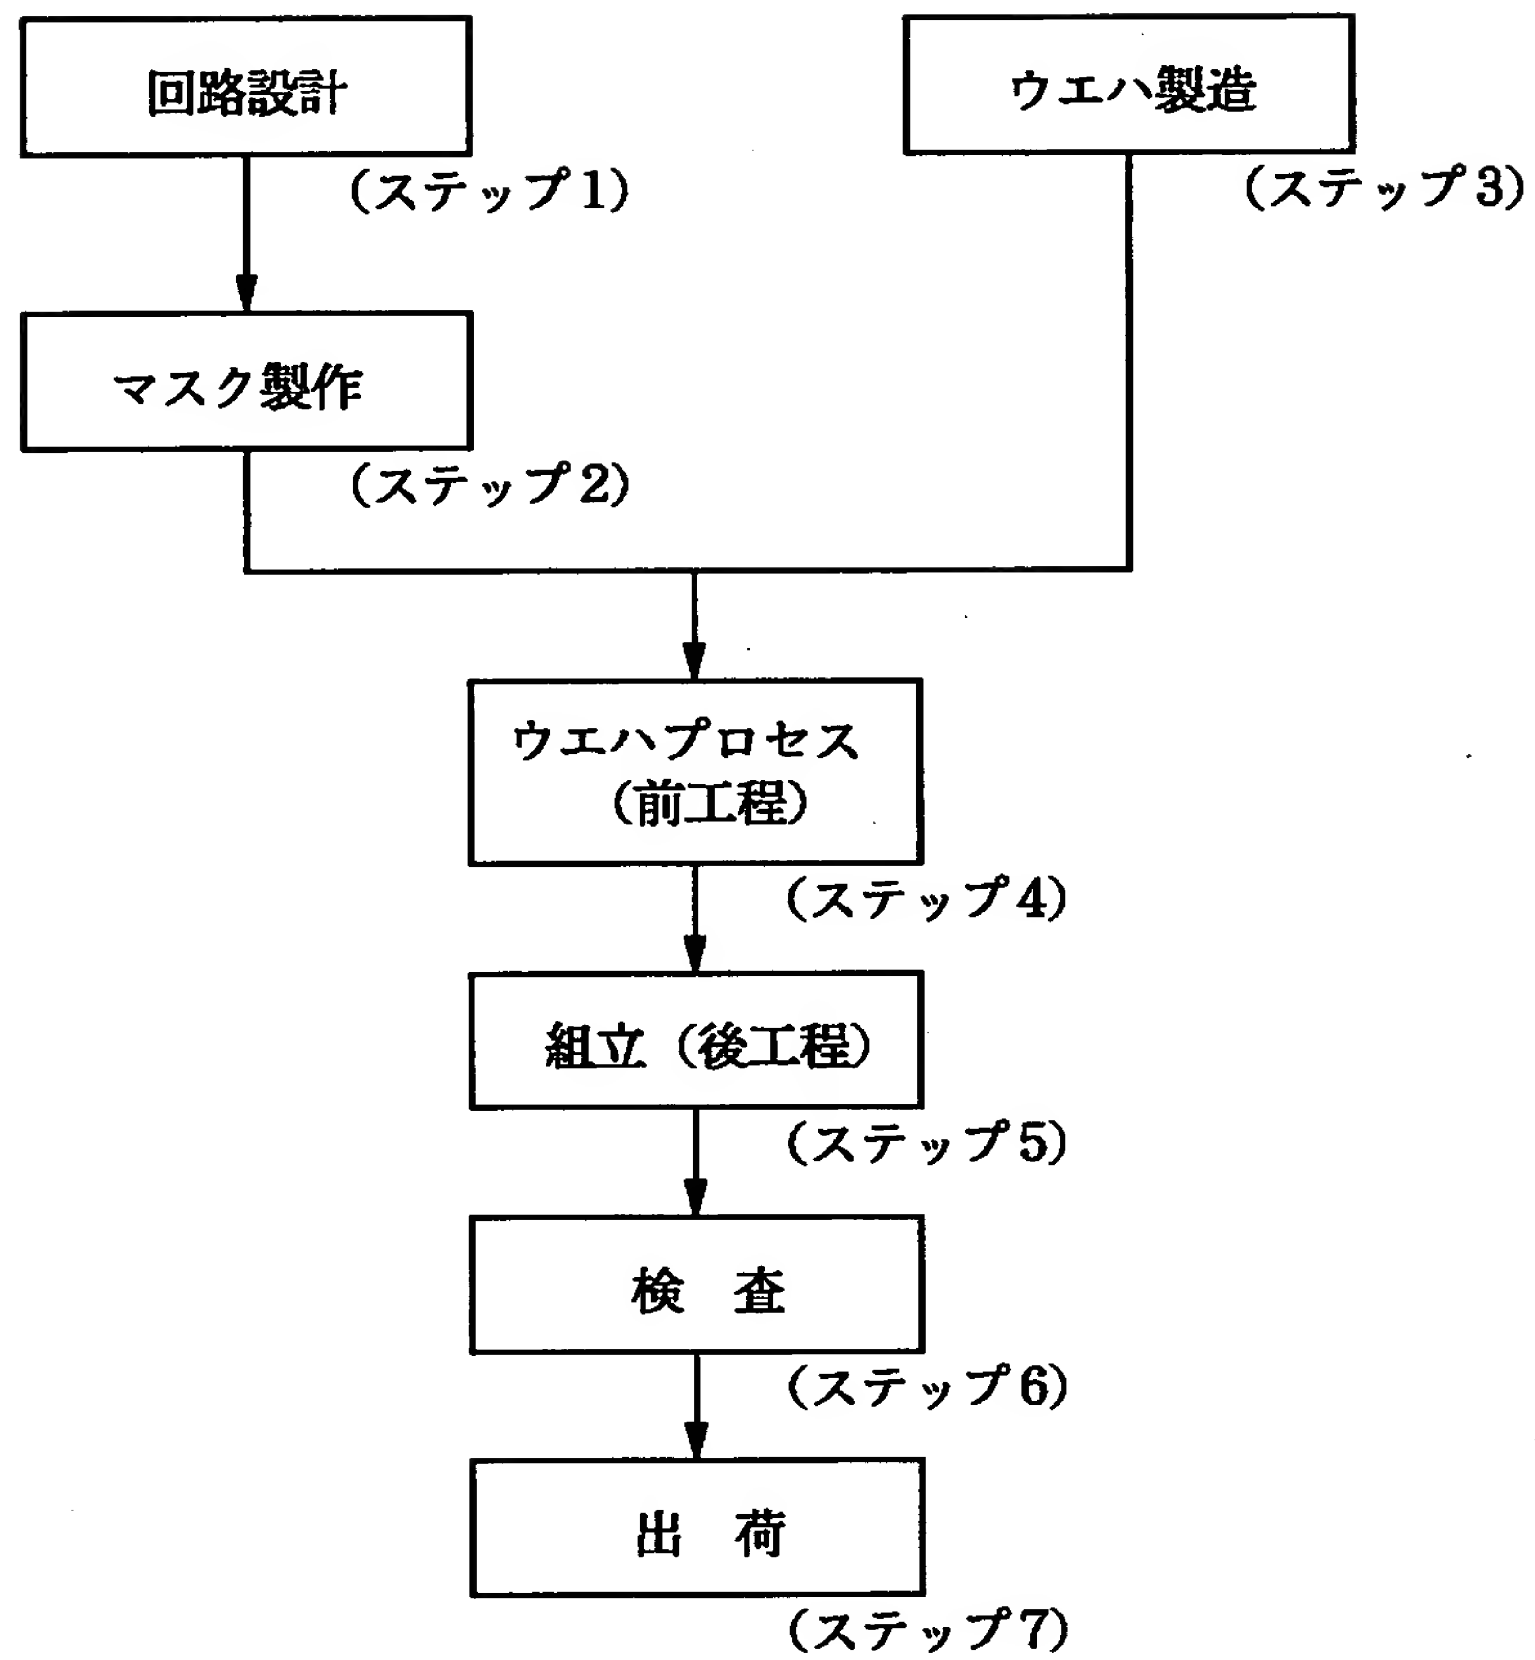 回路設計
(ステップ1)
ウエハ製造
(ステップ3)
マスク製作
(ステップ2)
ウエハプロセス
(前工程)
(ステップ4)
組立(後工程)
(ステップ5)
検 査
(ステップ6)
出 荷
(ステップ7)